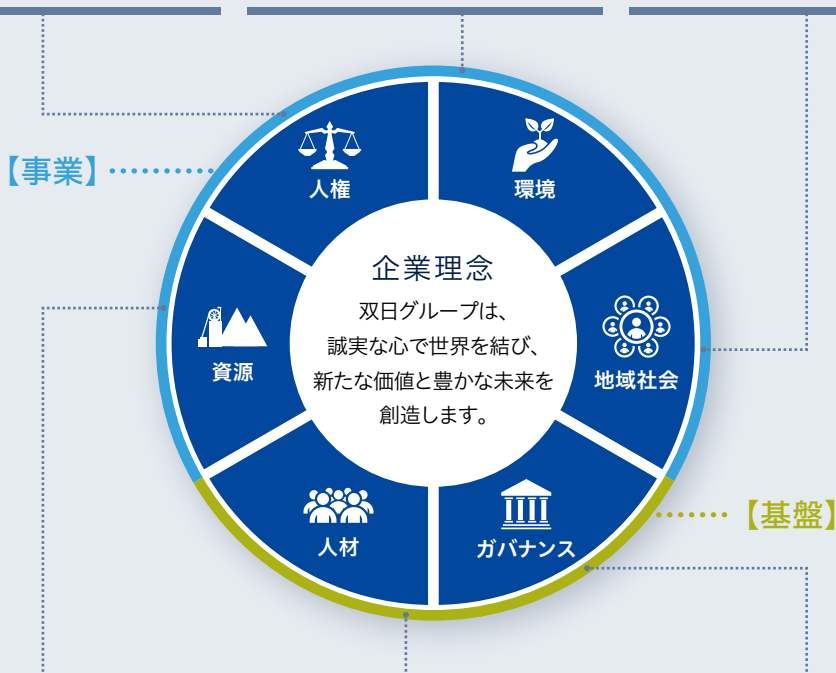 【事業】
人権
環境
企業理念
双日グループは、
誠実な心で世界を結び、
新たな価値と豊かな未来を
創造します。
資源
地域社会
人材
ガバナンス
【基盤】